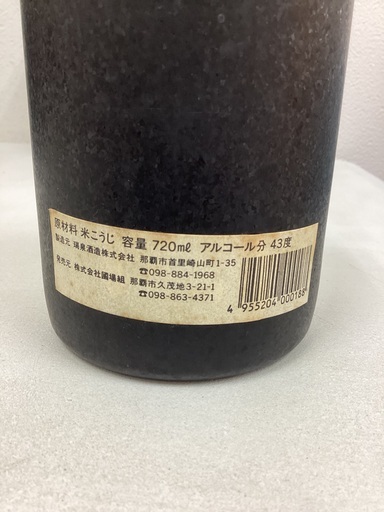 原材料 米こうじ 容量 720mℓ アルコール分 43度
製造元 瑞泉酒造株式会社 那覇市首里崎山町1-35
☎098-884-1968
発売元 株式会社國場組 那覇市久茂地3-21-1
☎098-863-4371
4 955204 000188